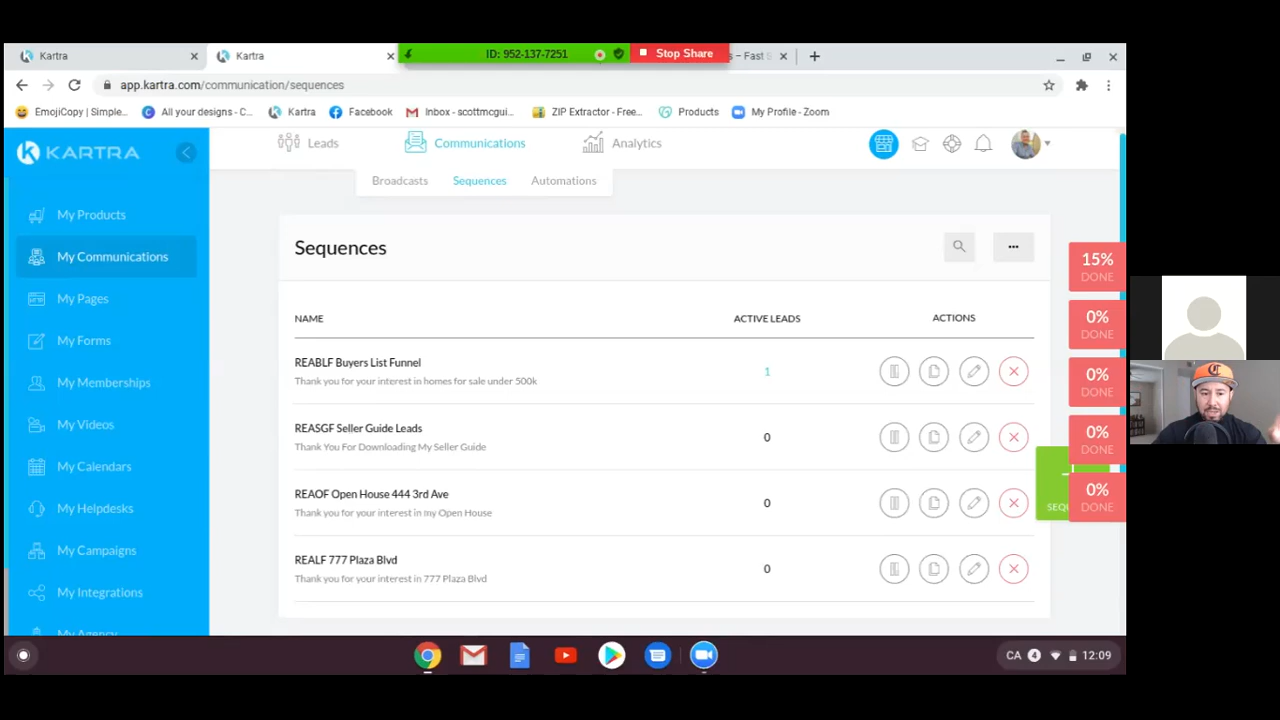 Kartra
Kartra
ID: 952-137-7251
Stop Share
s – Fast S
app.kartra.com/communication/sequences
EmojiCopy | Simple...
All your designs - C...
Kartra
Facebook
Inbox - scottmcgui...
ZIP Extractor - Free...
Products
My Profile - Zoom
KARTRA
Leads
Communications
Analytics
Broadcasts
Sequences
Automations
My Products
My Communications
My Pages
My Forms
My Memberships
My Videos
My Calendars
My Helpdesks
My Campaigns
My Integrations
My Agency
Sequences
NAME
ACTIVE LEADS
ACTIONS
REABLF Buyers List Funnel
Thank you for your interest in homes for sale under 500k
1
REASGF Seller Guide Leads
Thank You For Downloading My Seller Guide
0
REAOF Open House 444 3rd Ave
Thank you for your interest in my Open House
0
REALF 777 Plaza Blvd
Thank you for your interest in 777 Plaza Blvd
0
15%
DONE
0%
DONE
0%
DONE
0%
DONE
SEQU
0%
DONE
CA
4
12:09